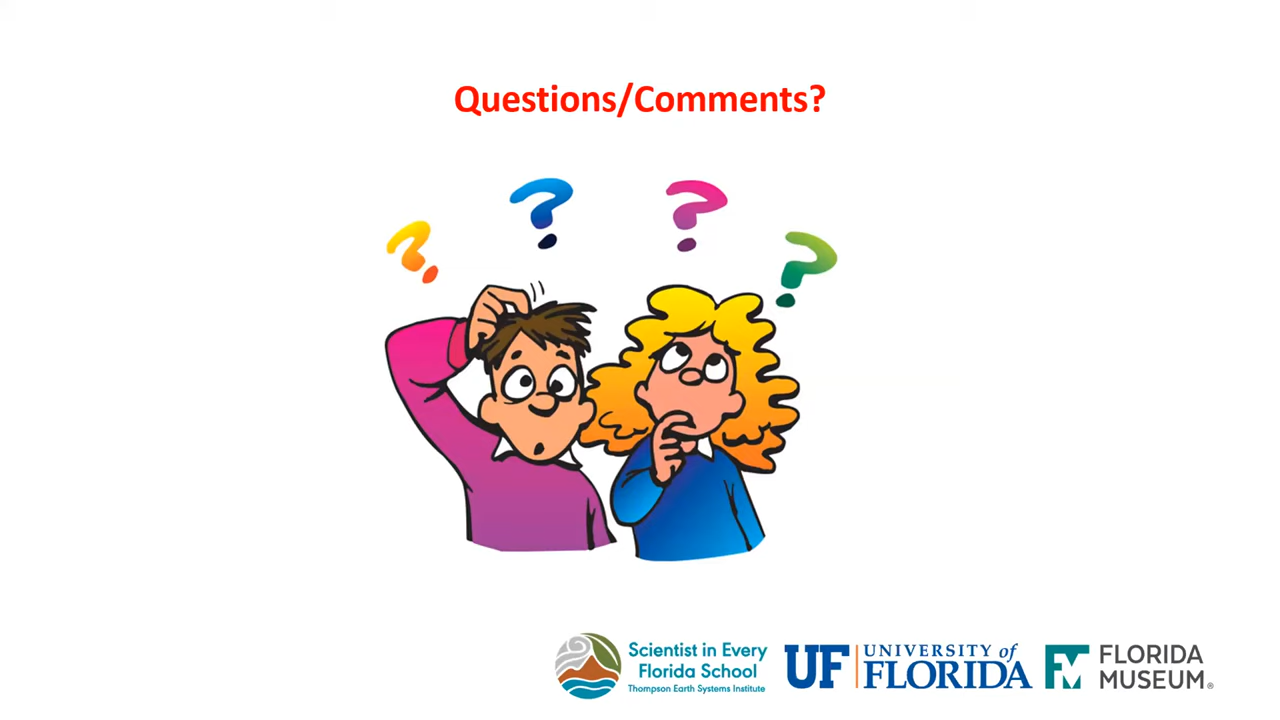 Questions/Comments?
Scientist in Every
Florida School
Thompson Earth Systems Institute
UF UNIVERSITY of
FLORIDA
FLORIDA
MUSEUM®